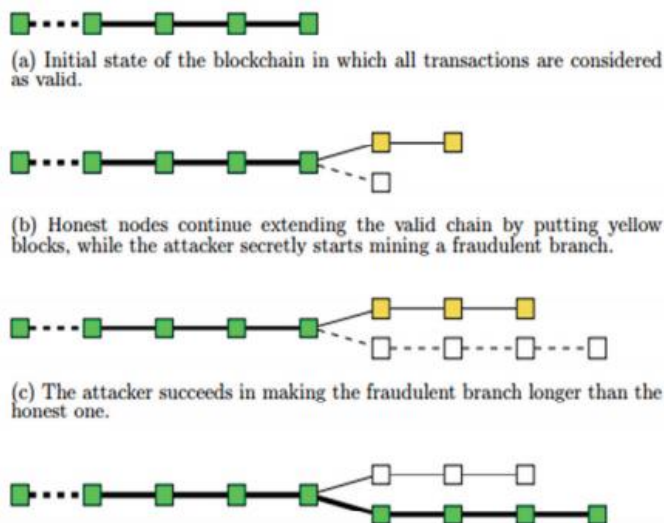 (a) Initial state of the blockchain in which all transactions are considered
as valid.
(b) Honest nodes continue extending the valid chain by putting yellow
blocks, while the attacker secretly starts mining a fraudulent branch.
(c) The attacker succeeds in making the fraudulent branch longer than the
honest one.